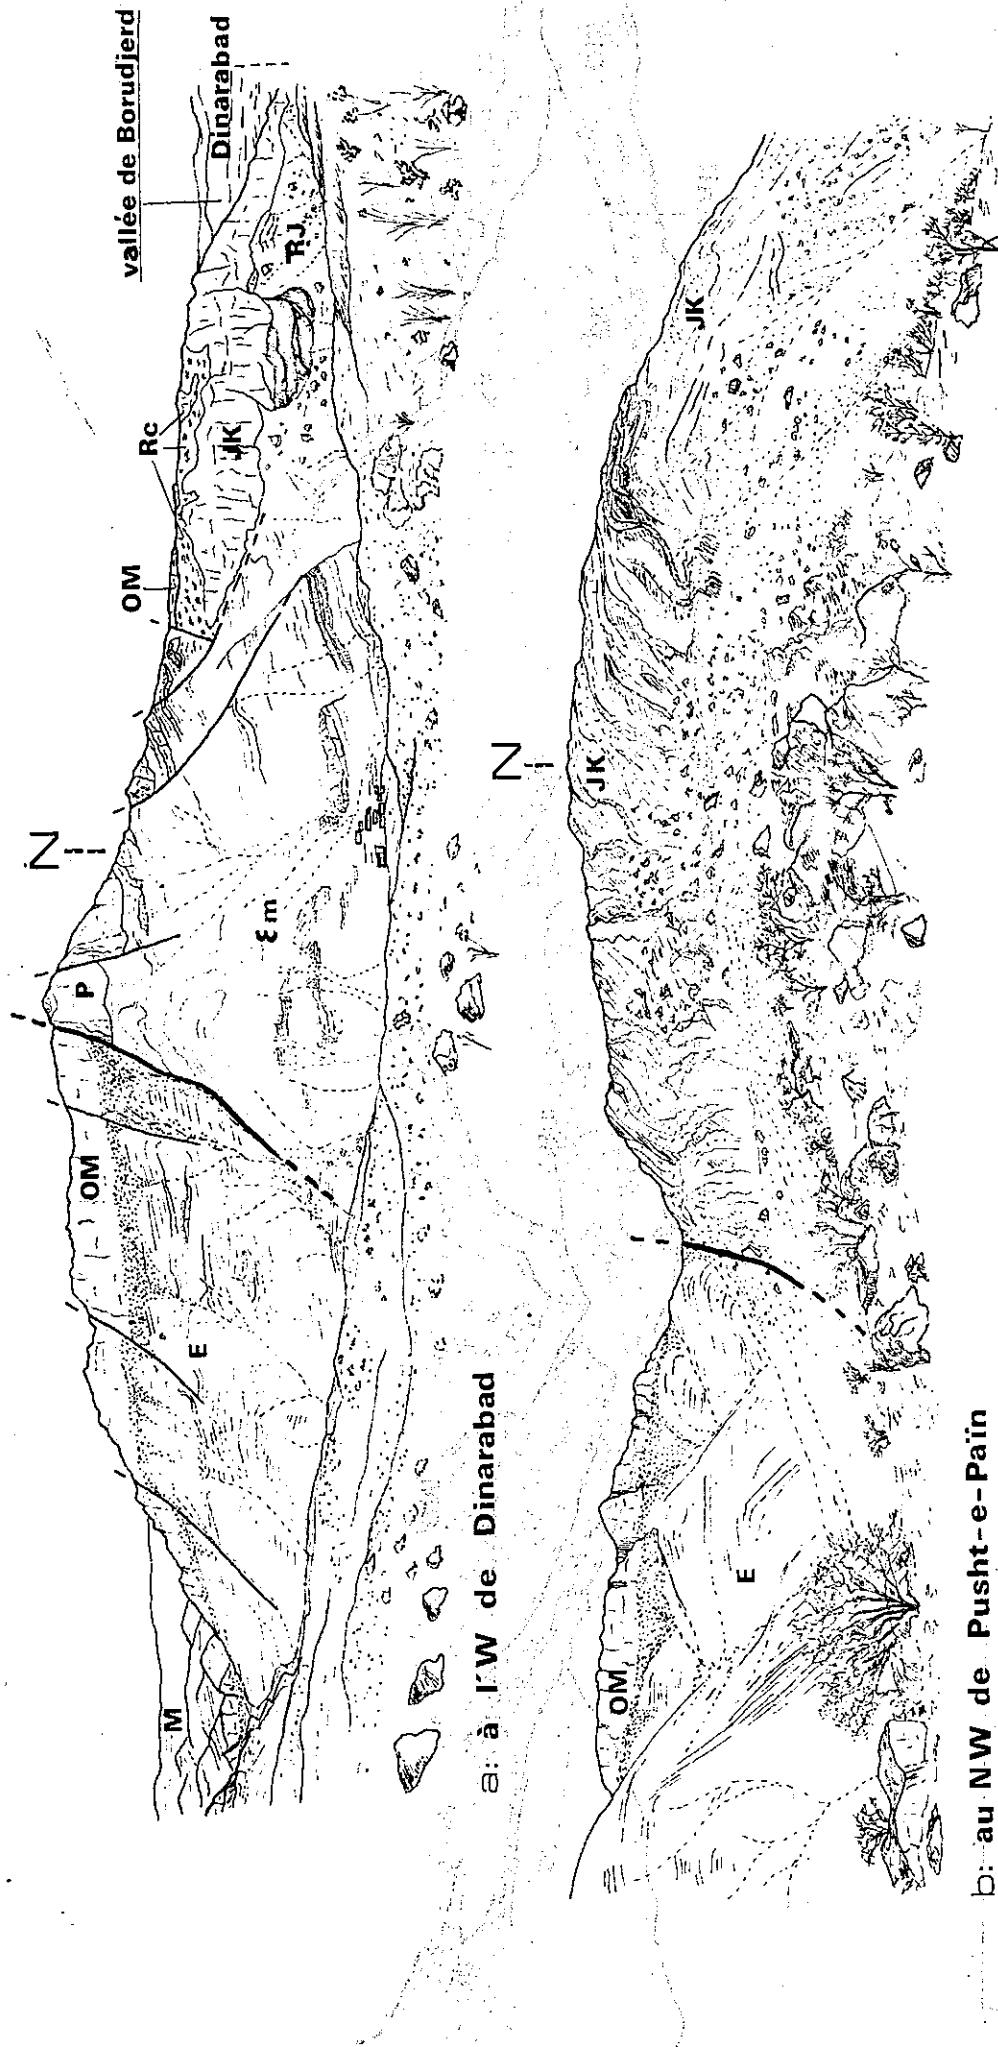 vallée de Borudjerd
Dinarabad
Rc
OM
N
P
OM
JK
RJ
Ɛm
E
M
a: à l'W de Dinarabad
N
JK
JK
OM
E
b: au NW de Pusht-e-Païn